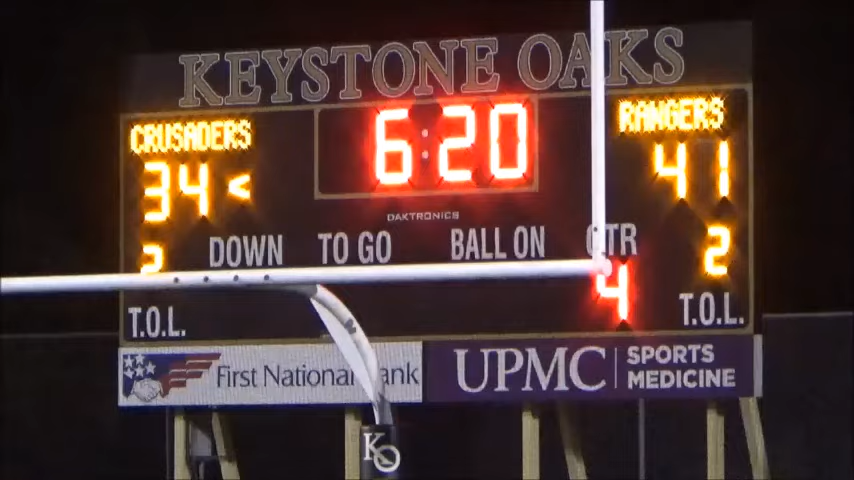 KEYSTONE OAKS
CRUSADERS 6:20 RANGERS
34 < 41
DAKTRONICS
2 DOWN TO GO BALL ON QTR 2
4
T.O.L. T.O.L.
First National Bank UPMC SPORTS MEDICINE
KO